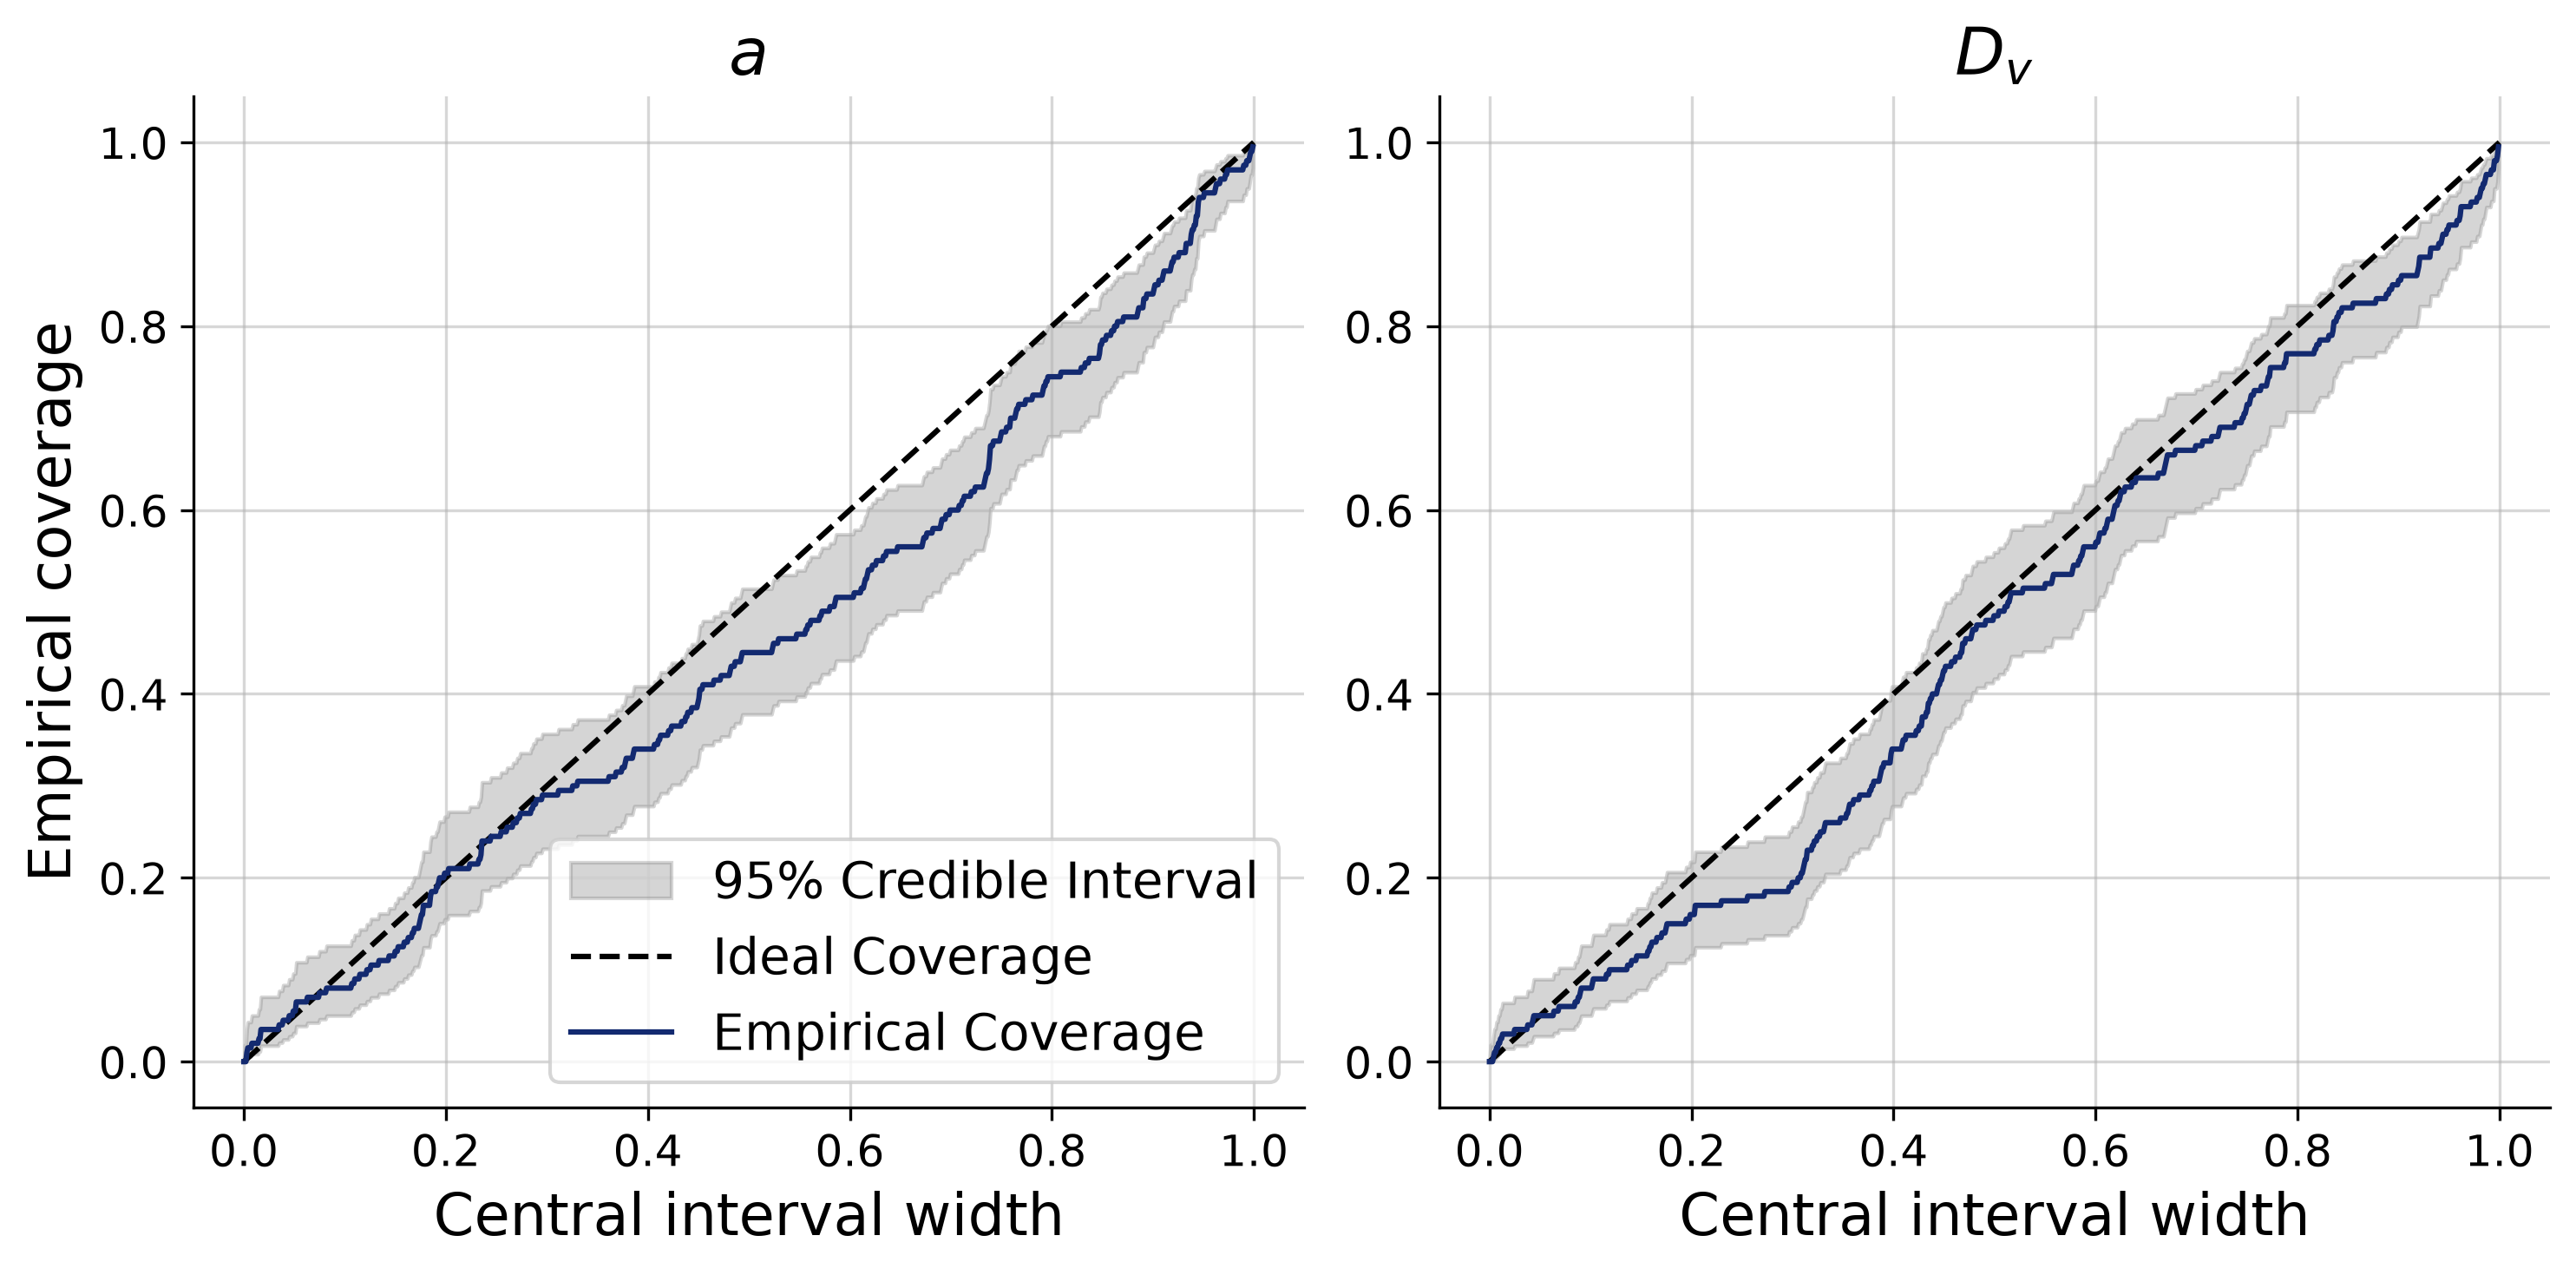 a
D_v
Empirical coverage
1.0
0.8
0.6
0.4
0.2
0.0
95% Credible Interval
Ideal Coverage
Empirical Coverage
0.0 0.2 0.4 0.6 0.8 1.0
Central interval width
1.0
0.8
0.6
0.4
0.2
0.0
0.0 0.2 0.4 0.6 0.8 1.0
Central interval width